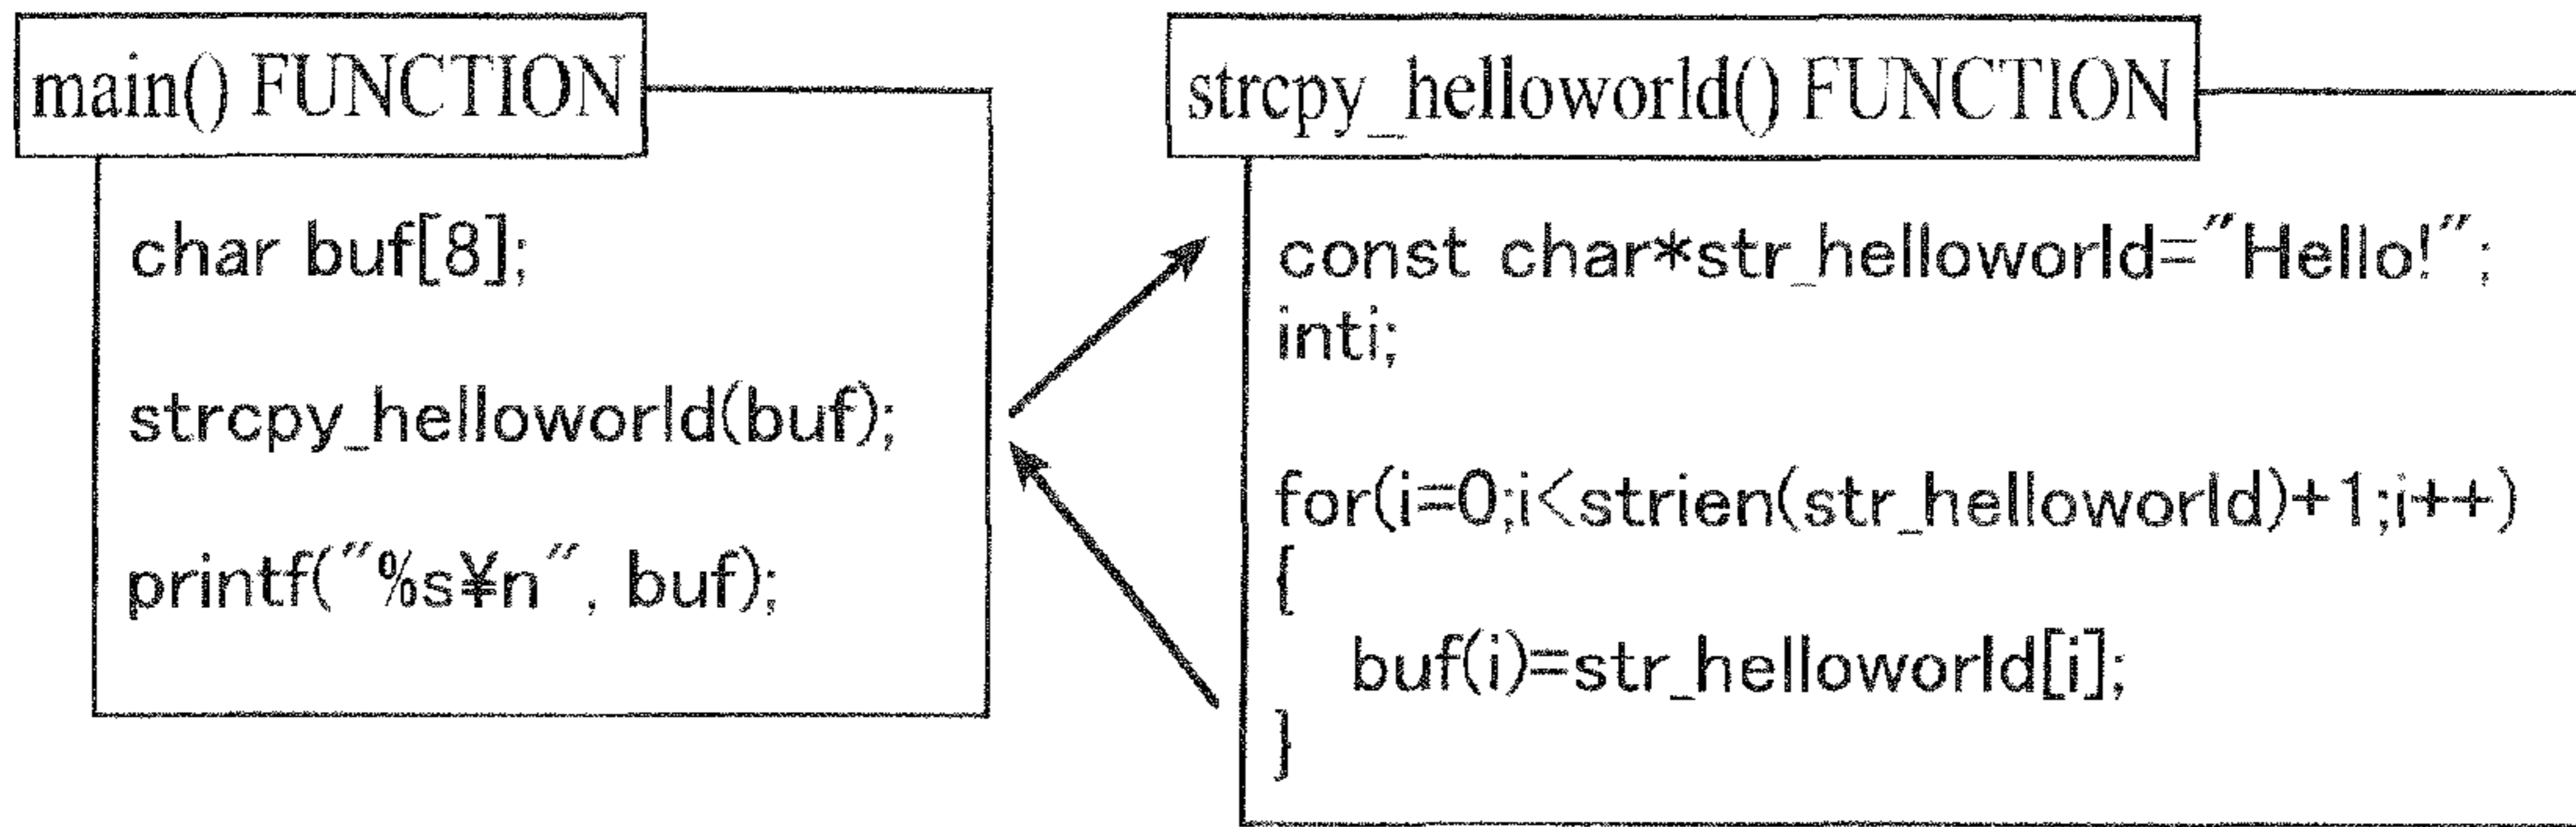 main() FUNCTION
char buf[8];
strcpy_helloworld(buf);
printf("%s¥n", buf);
strcpy_helloworld() FUNCTION
const char*str_helloworld="Hello!";
inti;
for(i=0;i<strien(str_helloworld)+1;i++)
{
buf(i)=str_helloworld[i];
}